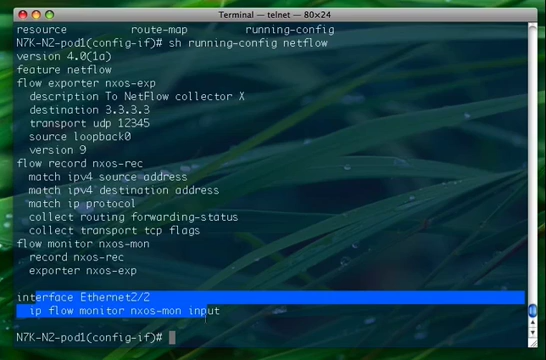 Terminal — telnet — 80×24
resource route-map running-config
N7K-N2-pod1(config-if)# sh running-config netflow
version 4.0(1a)
feature netflow
flow exporter nxos-exp
description To NetFlow collector X
destination 3.3.3.3
transport udp 12345
source loopback0
version 9
flow record nxos-rec
match ipv4 source address
match ipv4 destination address
match ip protocol
collect routing forwarding-status
collect transport tcp flags
flow monitor nxos-mon
record nxos-rec
exporter nxos-exp
interface Ethernet2/2
ip flow monitor nxos-mon input
N7K-N2-pod1(config-if)#